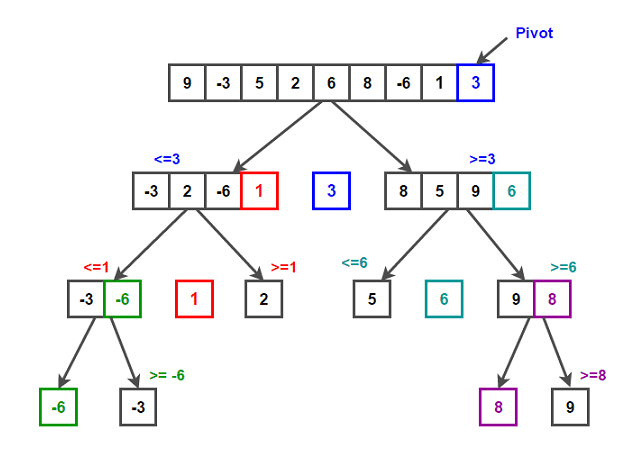 Pivot
9 -3 5 2 6 8 -6 1 3
<=3 >=3
-3 2 -6 1 3 8 5 9 6
<=1 >=1 <=6 >=6
-3 -6 1 2 5 6 9 8
>= -6 >=8
-6 -3 8 9